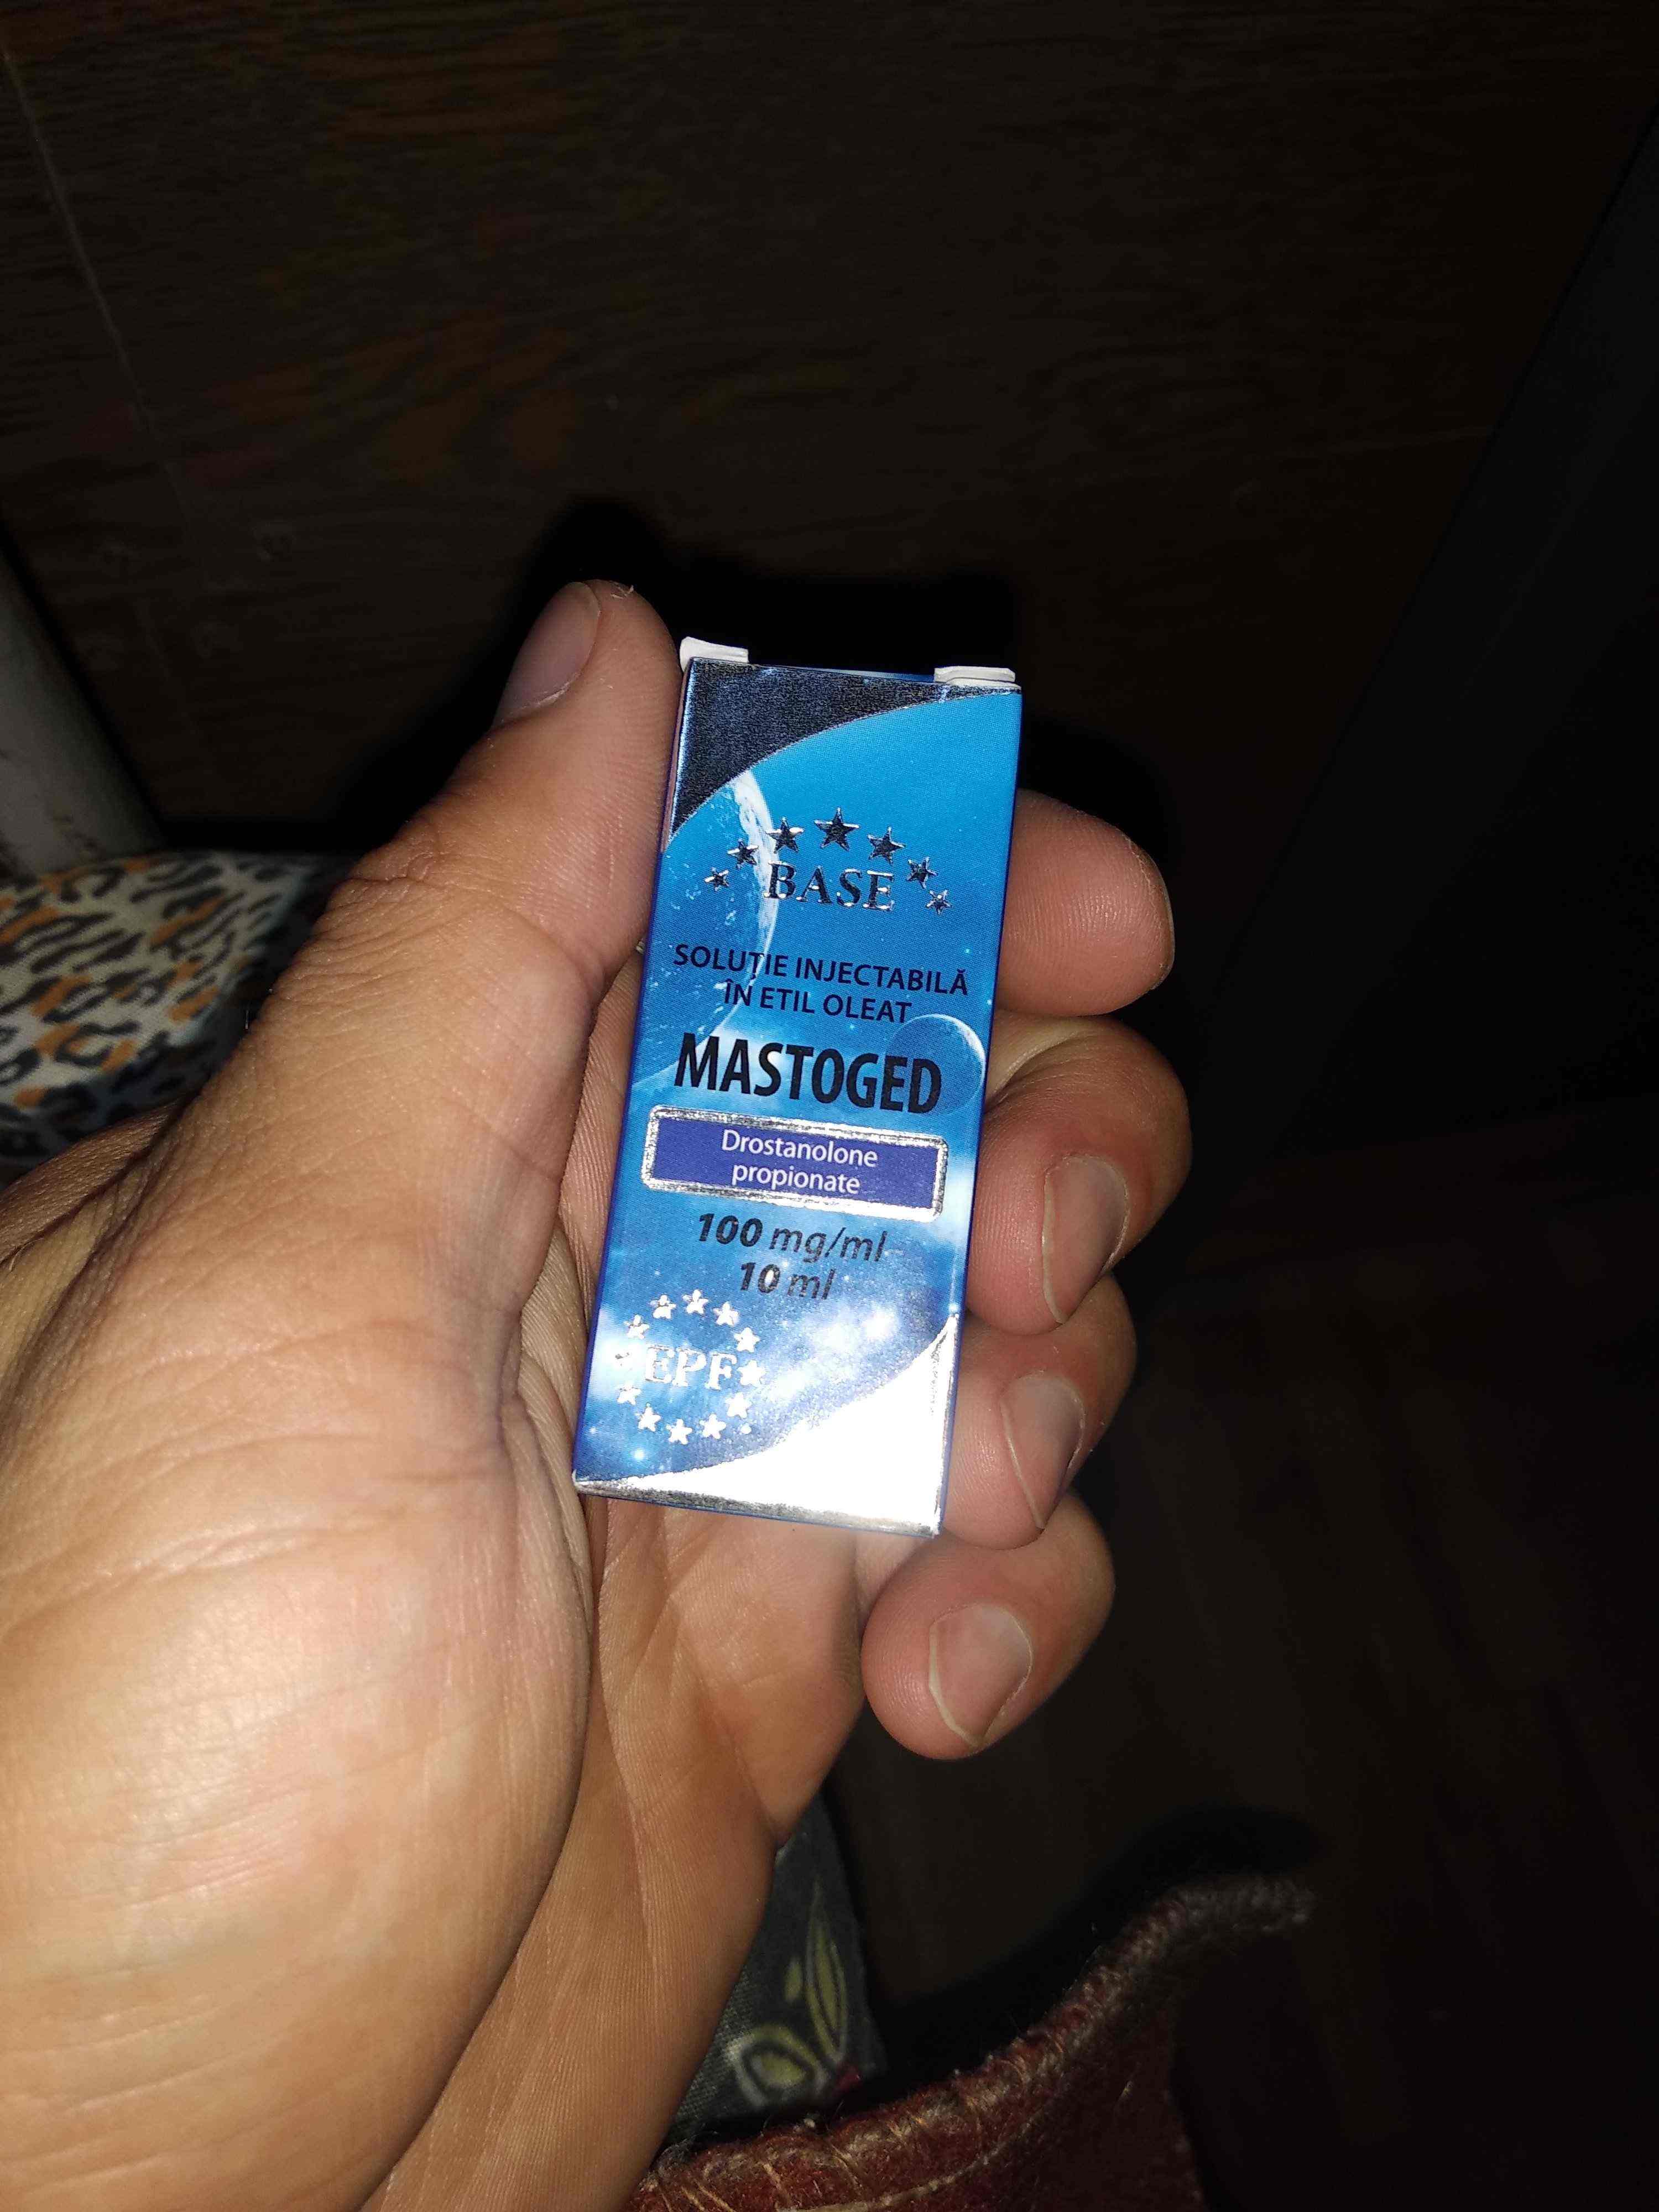 BASE
SOLUȚIE INJECTABILĂ
ÎN ETIL OLEAT
MASTOGED
Drostanolone
propionate
100 mg/ml
10 ml
EPF